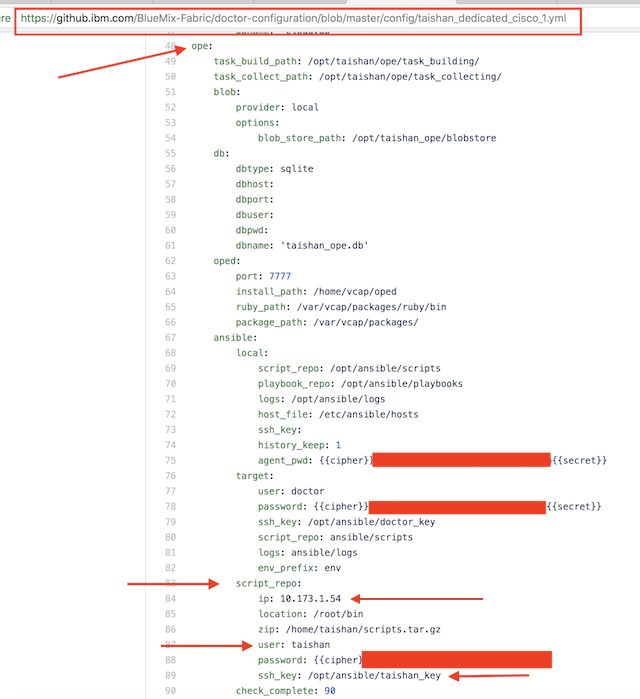 ure https://github.ibm.com/BlueMix-Fabric/doctor-configuration/blob/master/config/taishan_dedicated_cisco_1.yml
48 ope:
49 task_build_path: /opt/taishan/ope/task_building/
50 task_collect_path: /opt/taishan/ope/task_collecting/
51 blob:
52 provider: local
53 options:
54 blob_store_path: /opt/taishan_ope/blobstore
55 db:
56 dbtype: sqlite
57 dbhost:
58 dbport:
59 dbuser:
60 dbpwd:
61 dbname: 'taishan_ope.db'
62 oped:
63 port: 7777
64 install_path: /home/vcap/oped
65 ruby_path: /var/vcap/packages/ruby/bin
66 package_path: /var/vcap/packages/
67 ansible:
68 local:
69 script_repo: /opt/ansible/scripts
70 playbook_repo: /opt/ansible/playbooks
71 logs: /opt/ansible/logs
72 host_file: /etc/ansible/hosts
73 ssh_key:
74 history_keep: 1
75 agent_pwd: {{cipher}} {{secret}}
76 target:
77 user: doctor
78 password: {{cipher}} {{secret}}
79 ssh_key: /opt/ansible/doctor_key
80 script_repo: ansible/scripts
81 logs: ansible/logs
82 env_prefix: env
83 script_repo:
84 ip: 10.173.1.54
85 location: /root/bin
86 zip: /home/taishan/scripts.tar.gz
87 user: taishan
88 password: {{cipher}
89 ssh_key: /opt/ansible/taishan_key
90 check_complete: 90